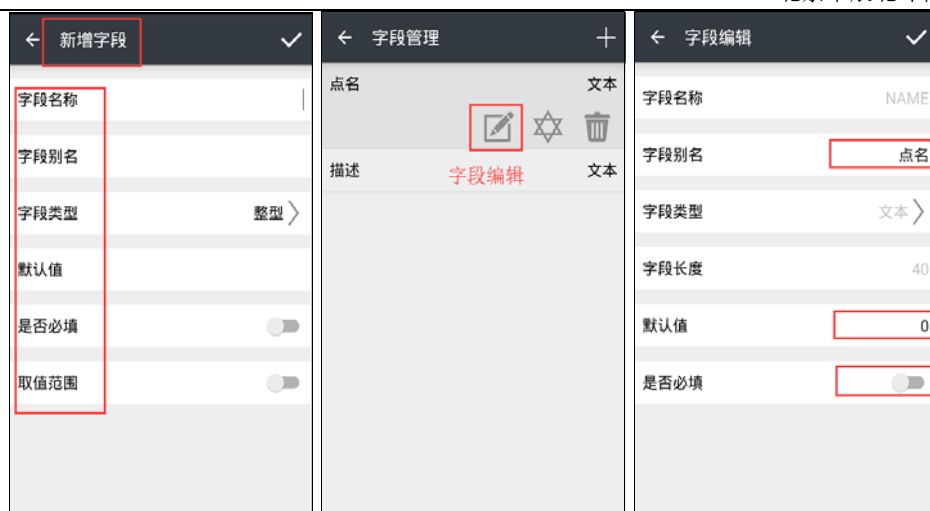 新增字段
字段名称
字段别名
字段类型 整型
默认值
是否必填
取值范围
字段管理
点名 文本
描述 文本
字段编辑
字段编辑
字段名称 NAME
字段别名 点名
字段类型 文本
字段长度 40
默认值 0
是否必填